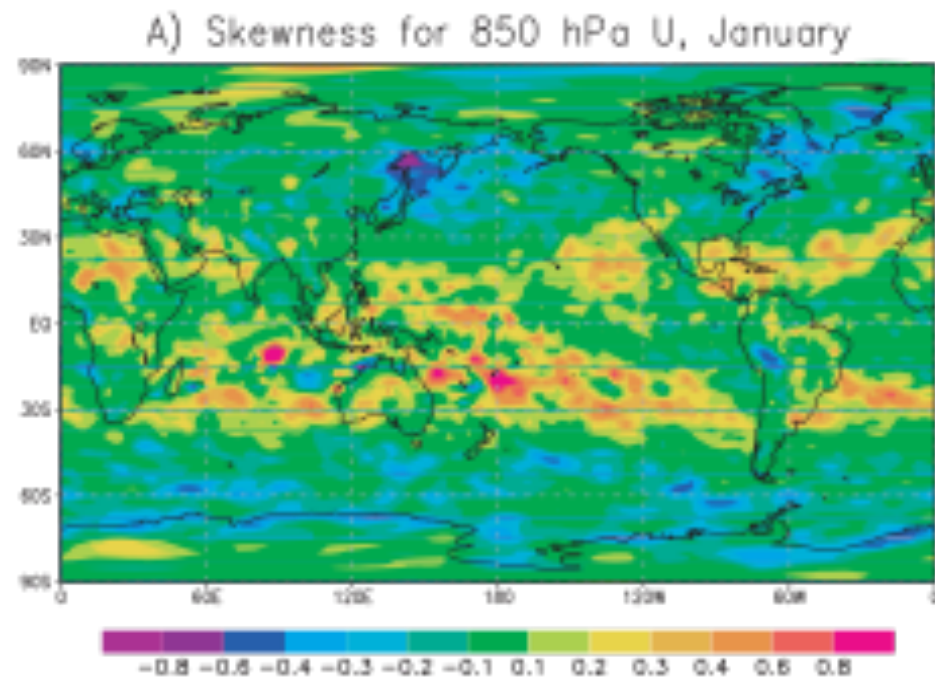 A) Skewness for 850 hPa U, January
90N
60N
30N
EQ
30S
60S
90S
0 60E 120E 180 120W 60W 0
-0.8 -0.6 -0.4 -0.3 -0.2 -0.1 0.1 0.2 0.3 0.4 0.6 0.8